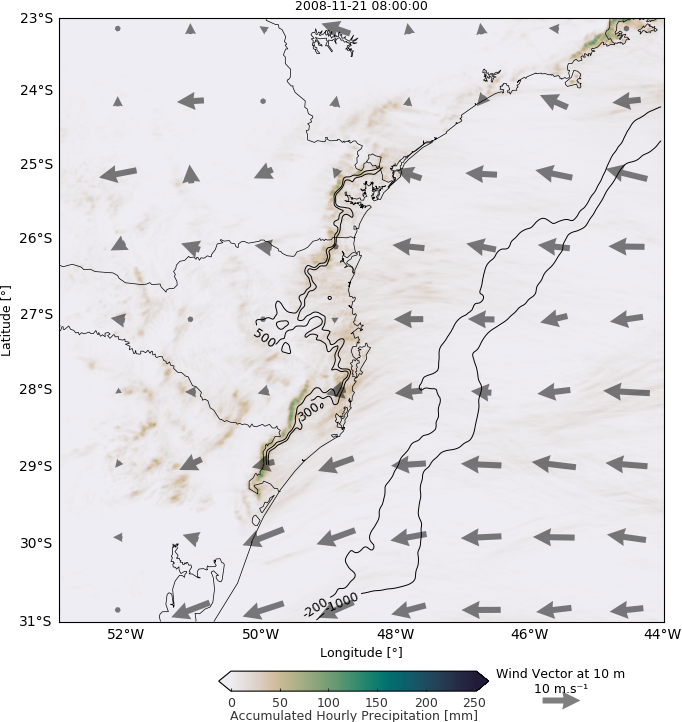 2008-11-21 08:00:00
23°S
24°S
25°S
26°S
27°S
28°S
29°S
30°S
31°S
Latitude [°]
500
300
-200
-1000
52°W 50°W 48°W 46°W 44°W
Longitude [°]
0 50 100 150 200 250
Accumulated Hourly Precipitation [mm]
Wind Vector at 10 m
10 m.s⁻¹